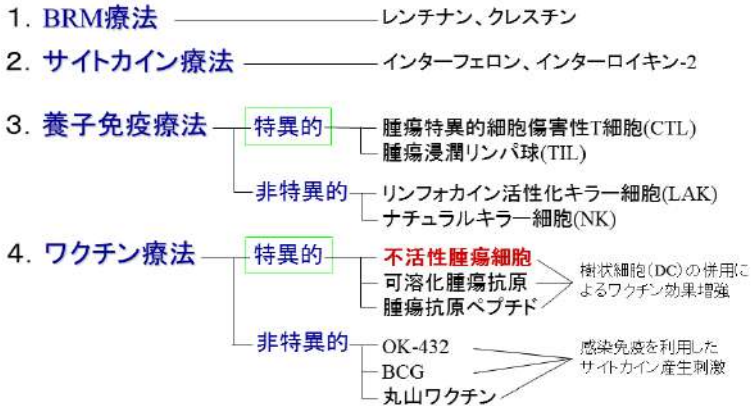 1. BRM療法 レンチナン、クレスチン
2. サイトカイン療法 インターフェロン、インターロイキン-2
3. 養子免疫療法 特異的 腫瘍特異的細胞傷害性T細胞(CTL)
腫瘍浸潤リンパ球(TIL)
非特異的 リンフォカイン活性化キラー細胞(LAK)
ナチュラルキラー細胞(NK)
4. ワクチン療法 特異的 不活性腫瘍細胞
可溶化腫瘍抗原
腫瘍抗原ペプチド
樹状細胞(DC)の併用に
よるワクチン効果増強
非特異的 OK-432
BCG
丸山ワクチン
感染免疫を利用した
サイトカイン産生刺激